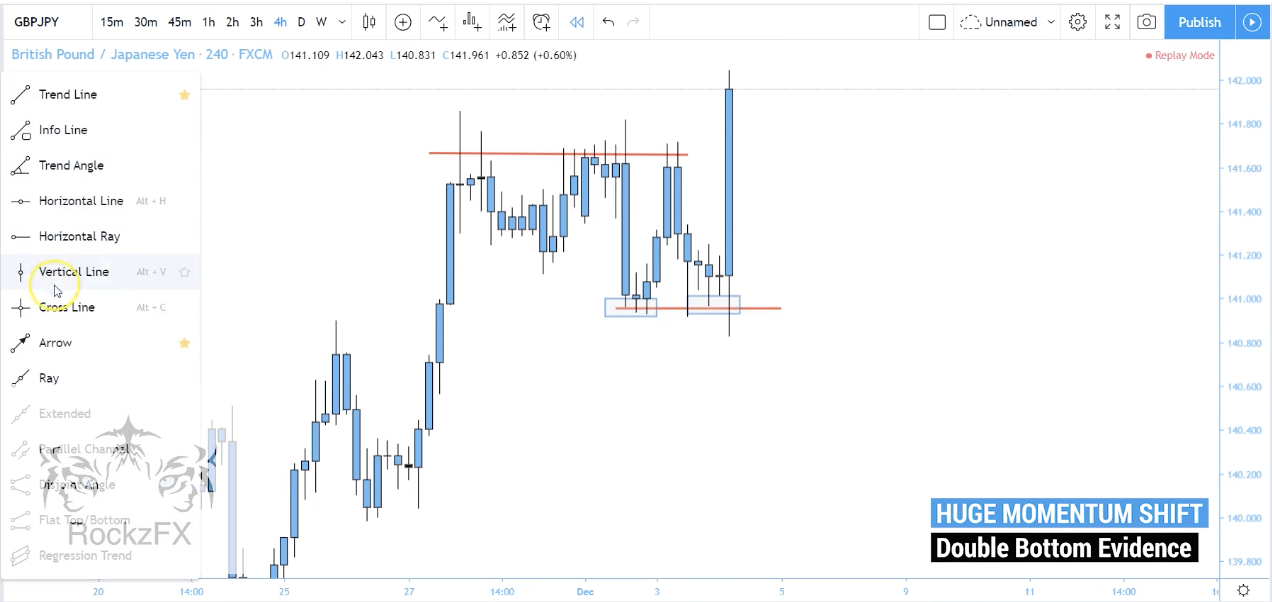 GBPJPY 15m 30m 45m 1h 2h 3h 4h D W Unnamed Publish
British Pound / Japanese Yen · 240 · FXCM O141.109 H142.043 L140.831 C141.961 +0.852 (+0.60%) Replay Mode
Trend Line
Info Line
Trend Angle
Horizontal Line Alt + H
Horizontal Ray
Vertical Line Alt + V
Cross Line Alt + C
Arrow
Ray
Extended
Parallel Channel
Disjoint Angle
Flat Top/Bottom
Regression Trend
RockzFX
142.000
141.800
141.600
141.400
141.200
141.000
140.800
140.600
140.400
140.200
140.000
139.800
HUGE MOMENTUM SHIFT
Double Bottom Evidence
20 14:00 25 27 14:00 Dec 3 5 9 11 14:00